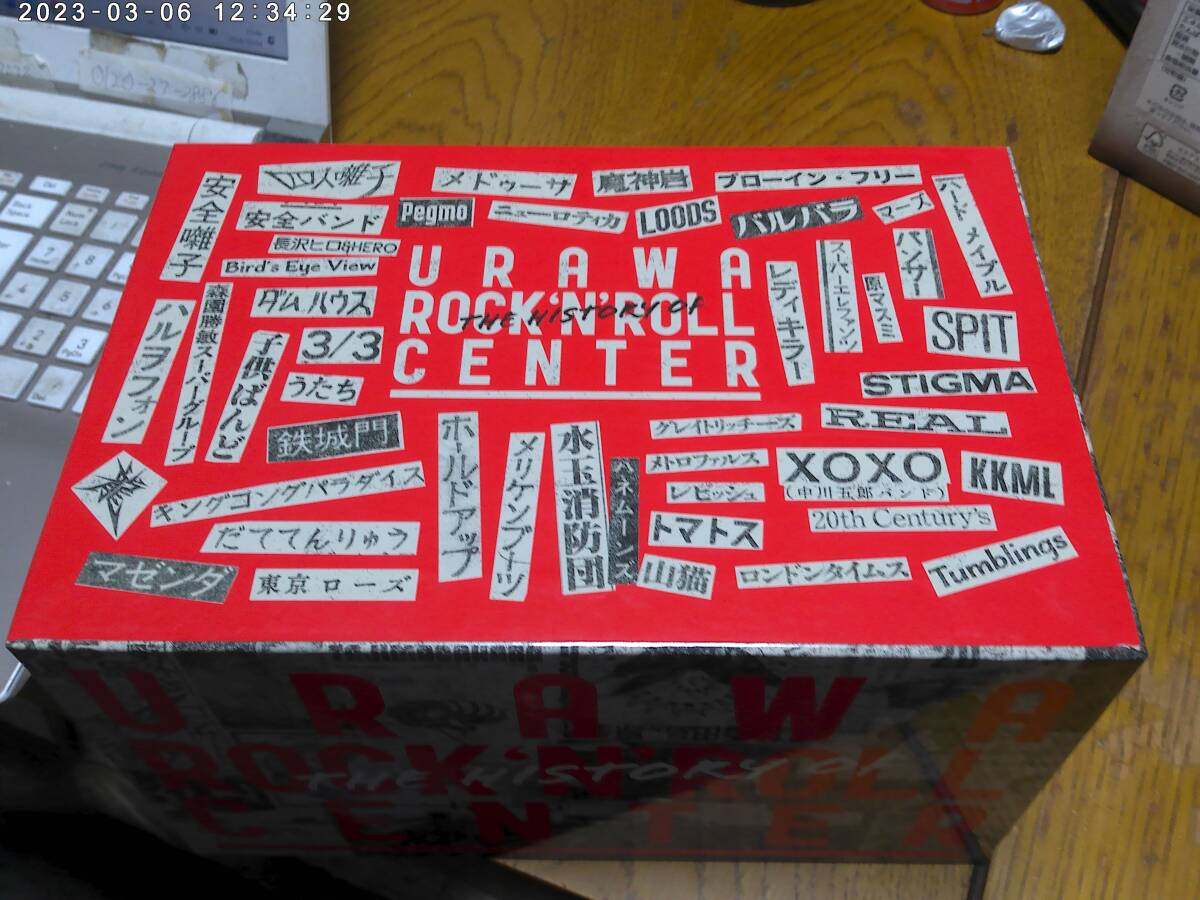 2023-03-06 12:34:29
安全囃子
四人囃子
メドゥーサ
魔神岩
ブローイン・フリー
ハード メイプル
安全バンド
Pegmo
ニューロティカ
LOODS
バルバラ
マーズ
パンサー
長沢ヒロ&HERO
Bird's Eye View
URAWA
ROCK'N'ROLL
THE HISTORY OF
CENTER
レディキラー
スーパーエレファンツ
原マスミ
SPIT
STIGMA
ハルヲフォン
森園勝敏スーパーグループ
子供ばんど
ダムハウス
3/3
うたち
鉄城門
キングコングパラダイス
だててんりゅう
マゼンダ
東京ローズ
ホールドアップ
メリケンブーツ
水玉消防団
ハネムーンズ
グレイトリッチーズ
REAL
メトロファルス
XOXO
(中川五郎バンド)
KKML
レピッシュ
20th Century's
トマトス
山猫
ロンドンタイムス
Tumblings
URAWA
ROCK'N'ROLL
THE HISTORY OF
CENTER